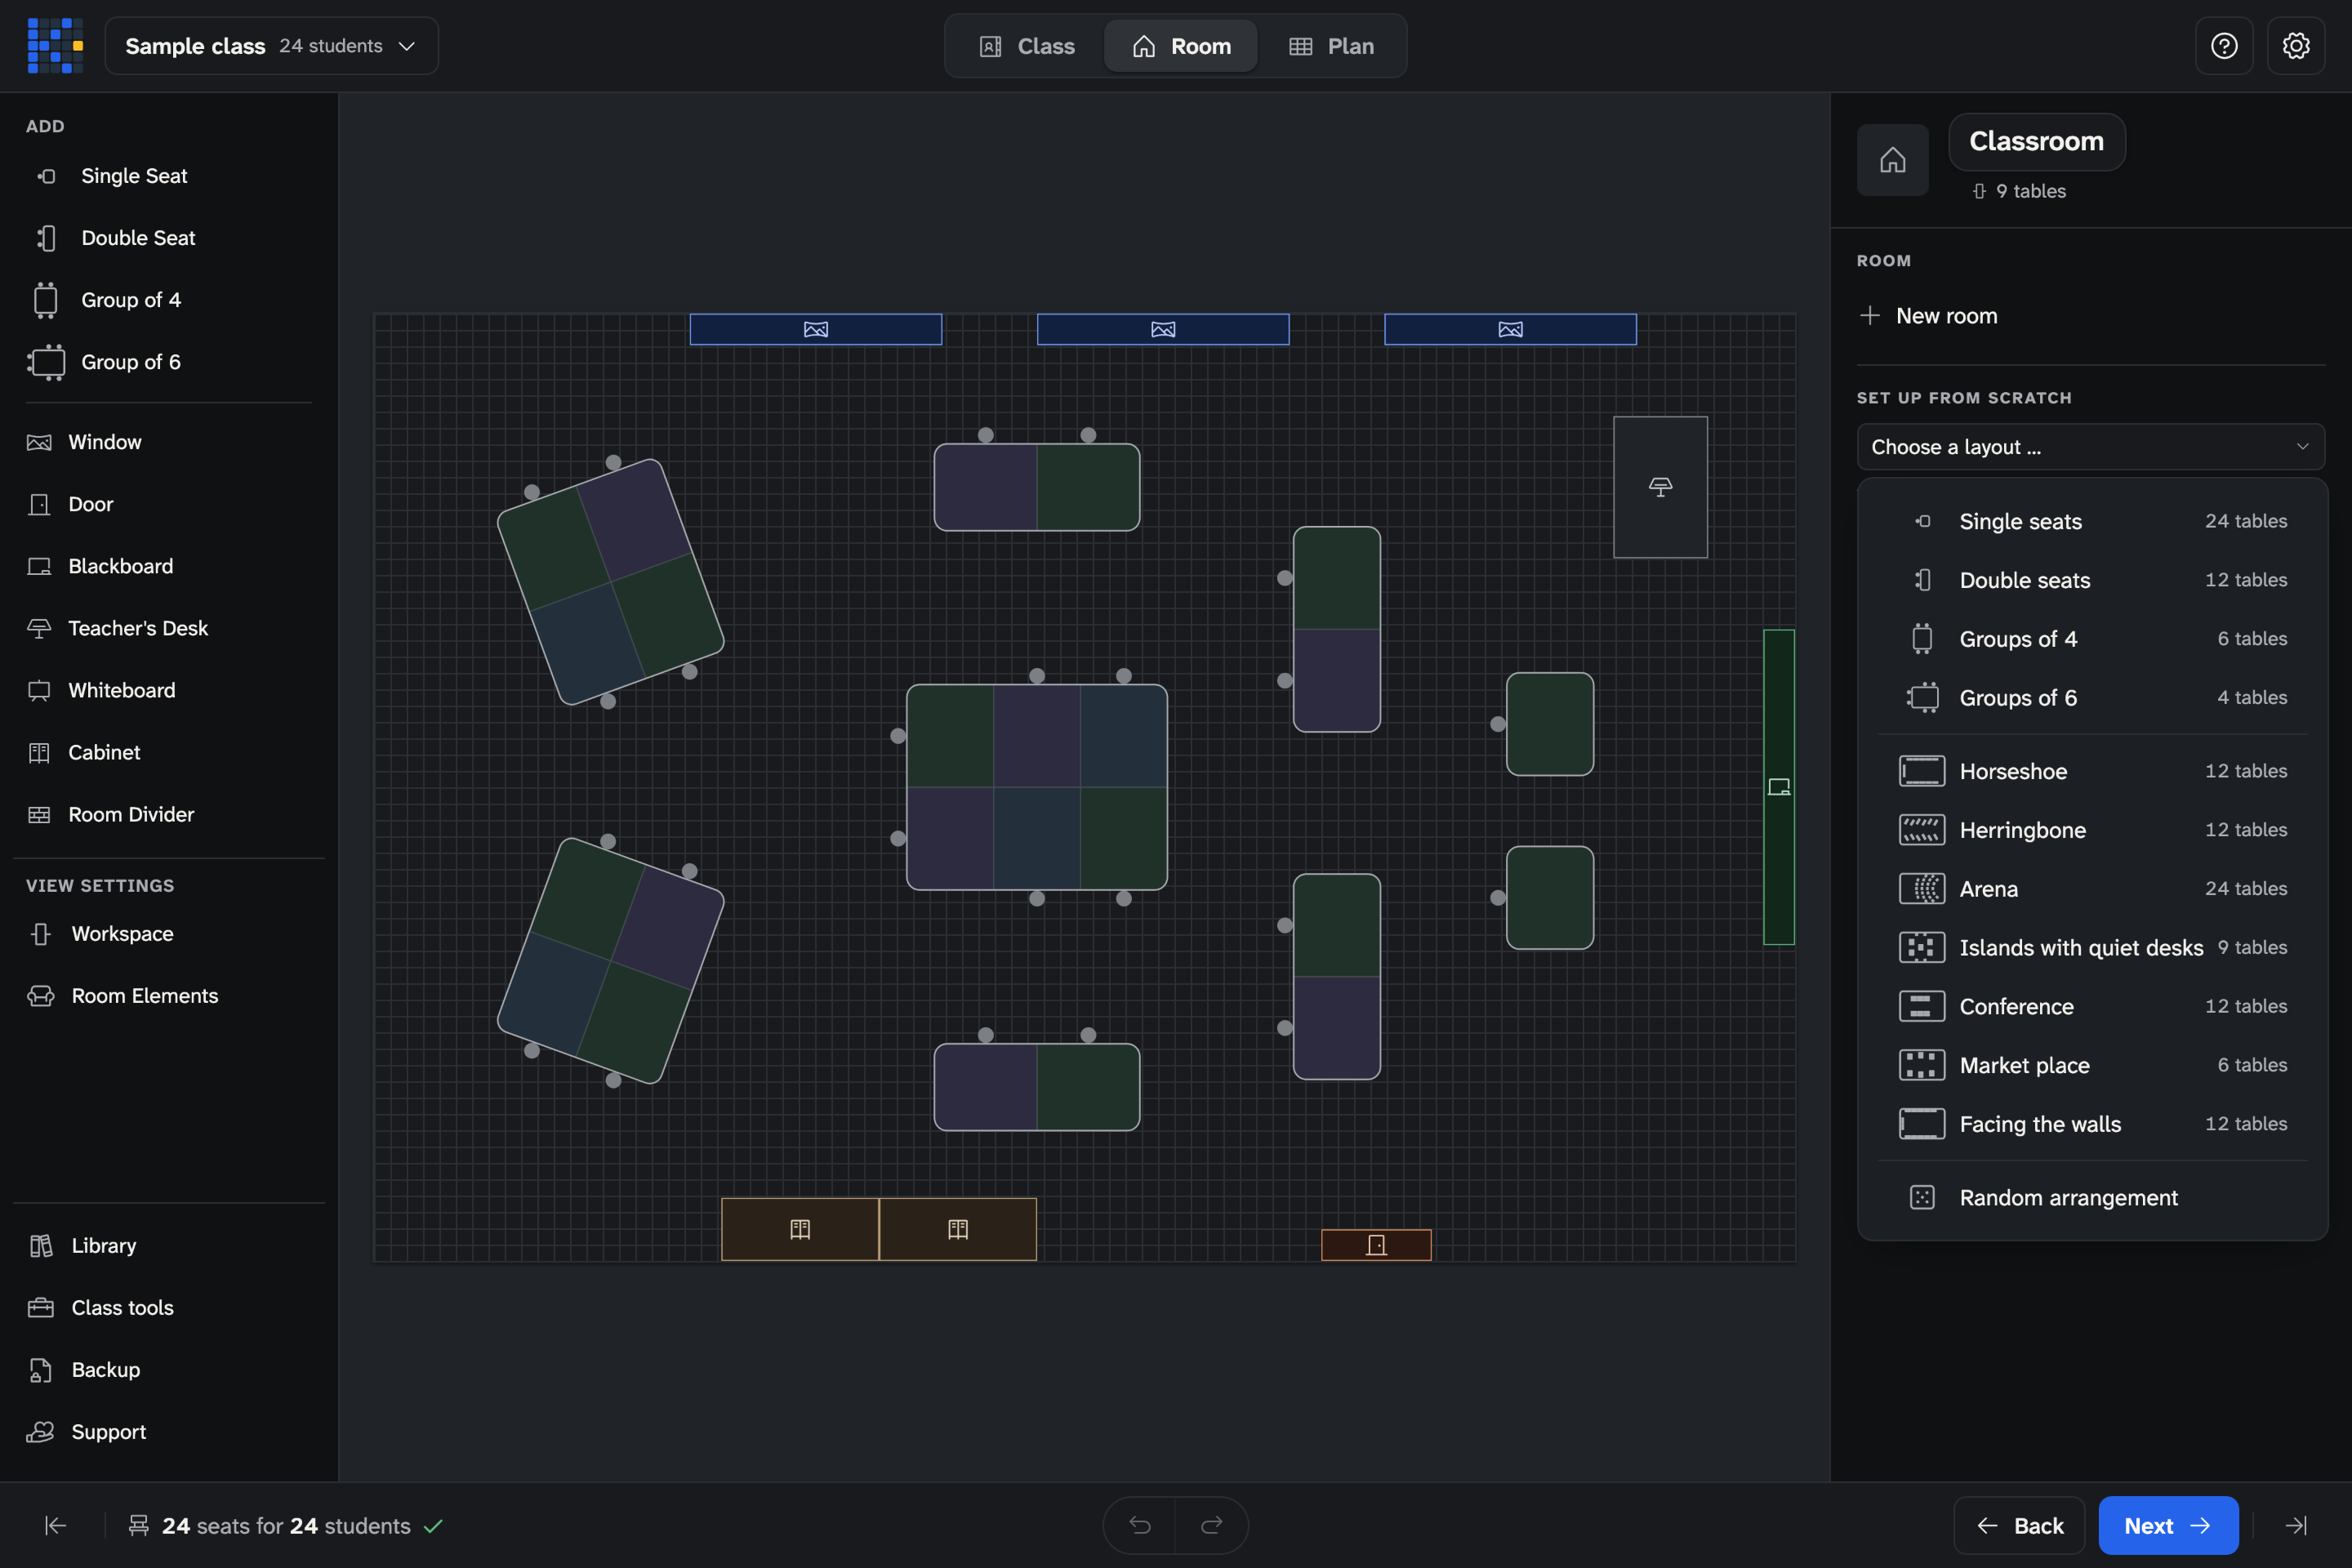 Sample class 24 students
Class
Room
Plan
ADD
Single Seat
Double Seat
Group of 4
Group of 6
Window
Door
Blackboard
Teacher's Desk
Whiteboard
Cabinet
Room Divider
VIEW SETTINGS
Workspace
Room Elements
Library
Class tools
Backup
Support
Classroom
9 tables
ROOM
New room
SET UP FROM SCRATCH
Choose a layout ...
Single seats 24 tables
Double seats 12 tables
Groups of 4 6 tables
Groups of 6 4 tables
Horseshoe 12 tables
Herringbone 12 tables
Arena 24 tables
Islands with quiet desks 9 tables
Conference 12 tables
Market place 6 tables
Facing the walls 12 tables
Random arrangement
24 seats for 24 students
Back
Next